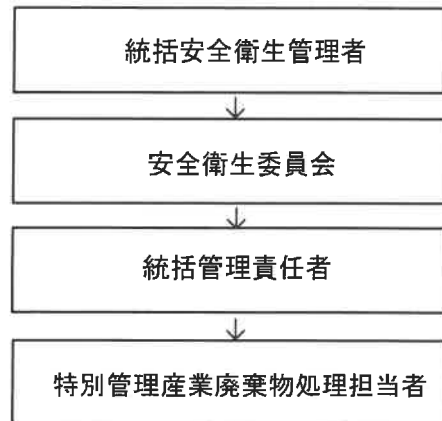 統括安全衛生管理者
安全衛生委員会
統括管理責任者
特別管理産業廃棄物処理担当者